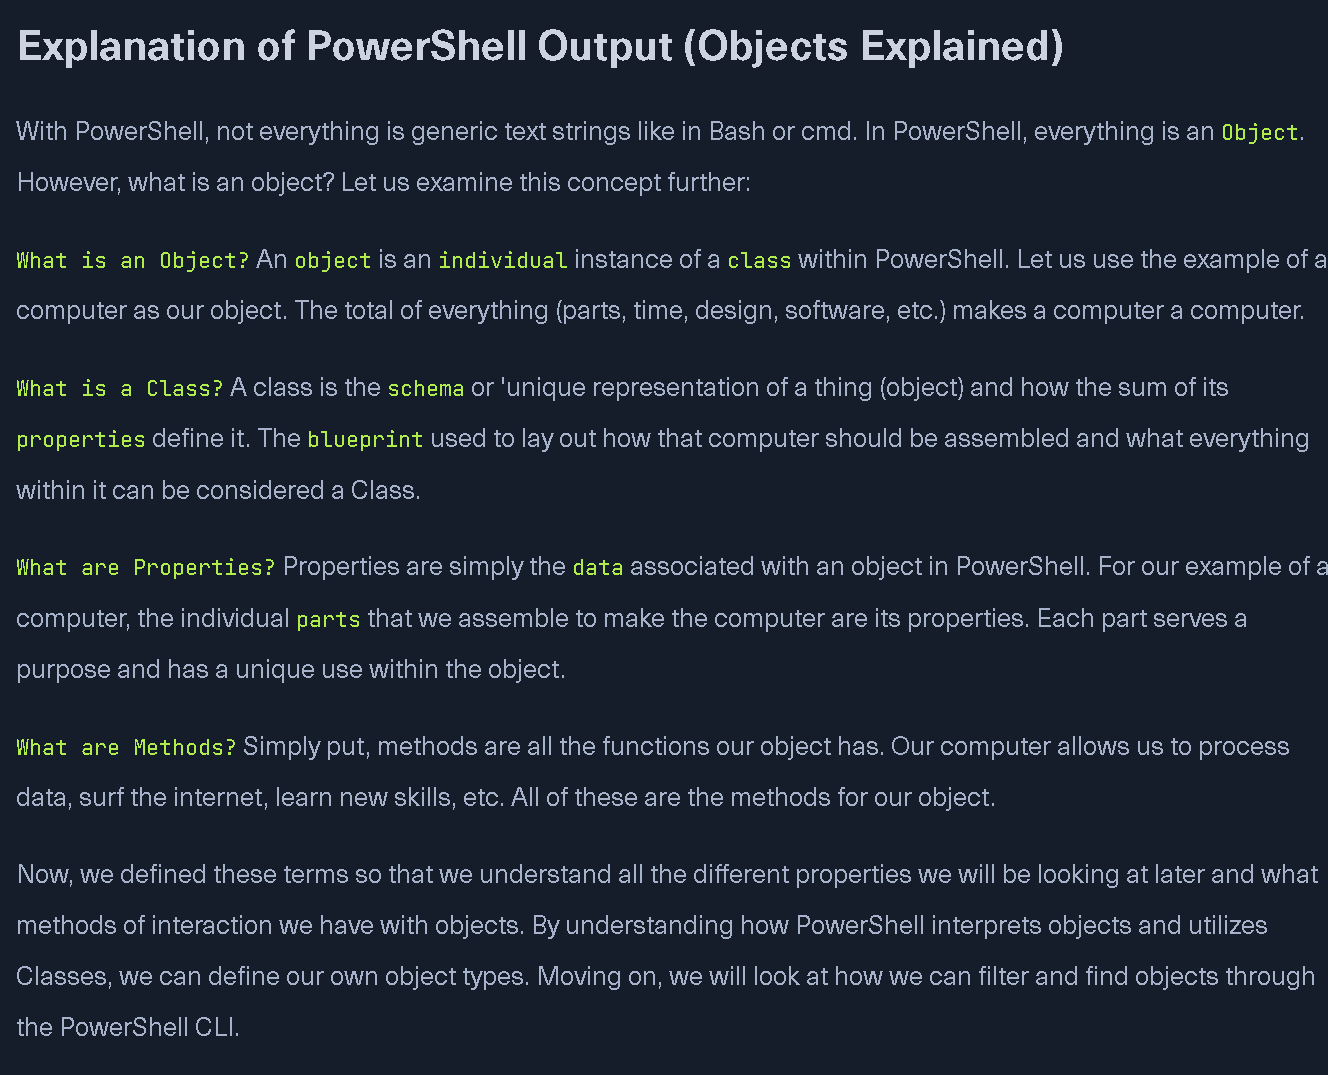 Explanation of PowerShell Output (Objects Explained)
With PowerShell, not everything is generic text strings like in Bash or cmd. In PowerShell, everything is an Object.
However, what is an object? Let us examine this concept further:
What is an Object? An object is an individual instance of a class within PowerShell. Let us use the example of a
computer as our object. The total of everything (parts, time, design, software, etc.) makes a computer a computer.
What is a Class? A class is the schema or 'unique representation of a thing (object) and how the sum of its
properties define it. The blueprint used to lay out how that computer should be assembled and what everything
within it can be considered a Class.
What are Properties? Properties are simply the data associated with an object in PowerShell. For our example of a
computer, the individual parts that we assemble to make the computer are its properties. Each part serves a
purpose and has a unique use within the object.
What are Methods? Simply put, methods are all the functions our object has. Our computer allows us to process
data, surf the internet, learn new skills, etc. All of these are the methods for our object.
Now, we defined these terms so that we understand all the different properties we will be looking at later and what
methods of interaction we have with objects. By understanding how PowerShell interprets objects and utilizes
Classes, we can define our own object types. Moving on, we will look at how we can filter and find objects through
the PowerShell CLI.